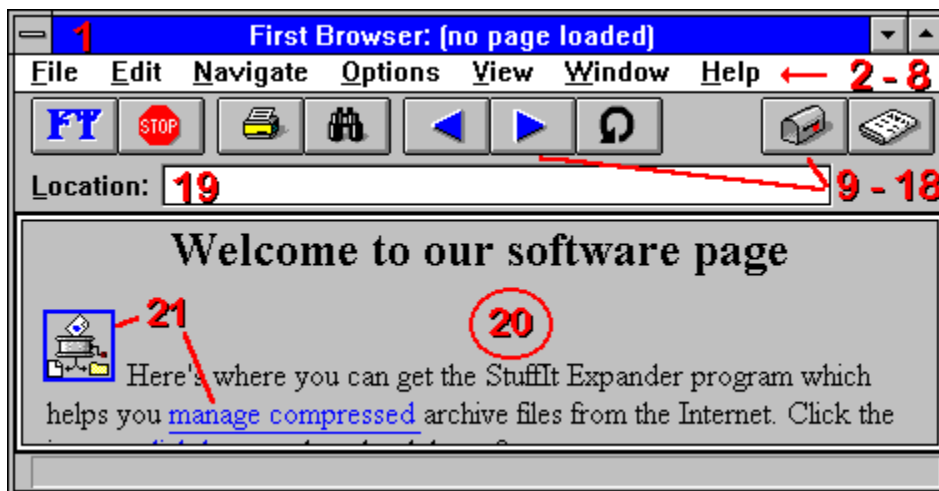 1 First Browser: (no page loaded)
File Edit Navigate Options View Window Help 2 - 8
FT STOP
Location: 19 9 - 18
Welcome to our software page
21 20
Here's where you can get the StuffIt Expander program which
helps you manage compressed archive files from the Internet. Click the